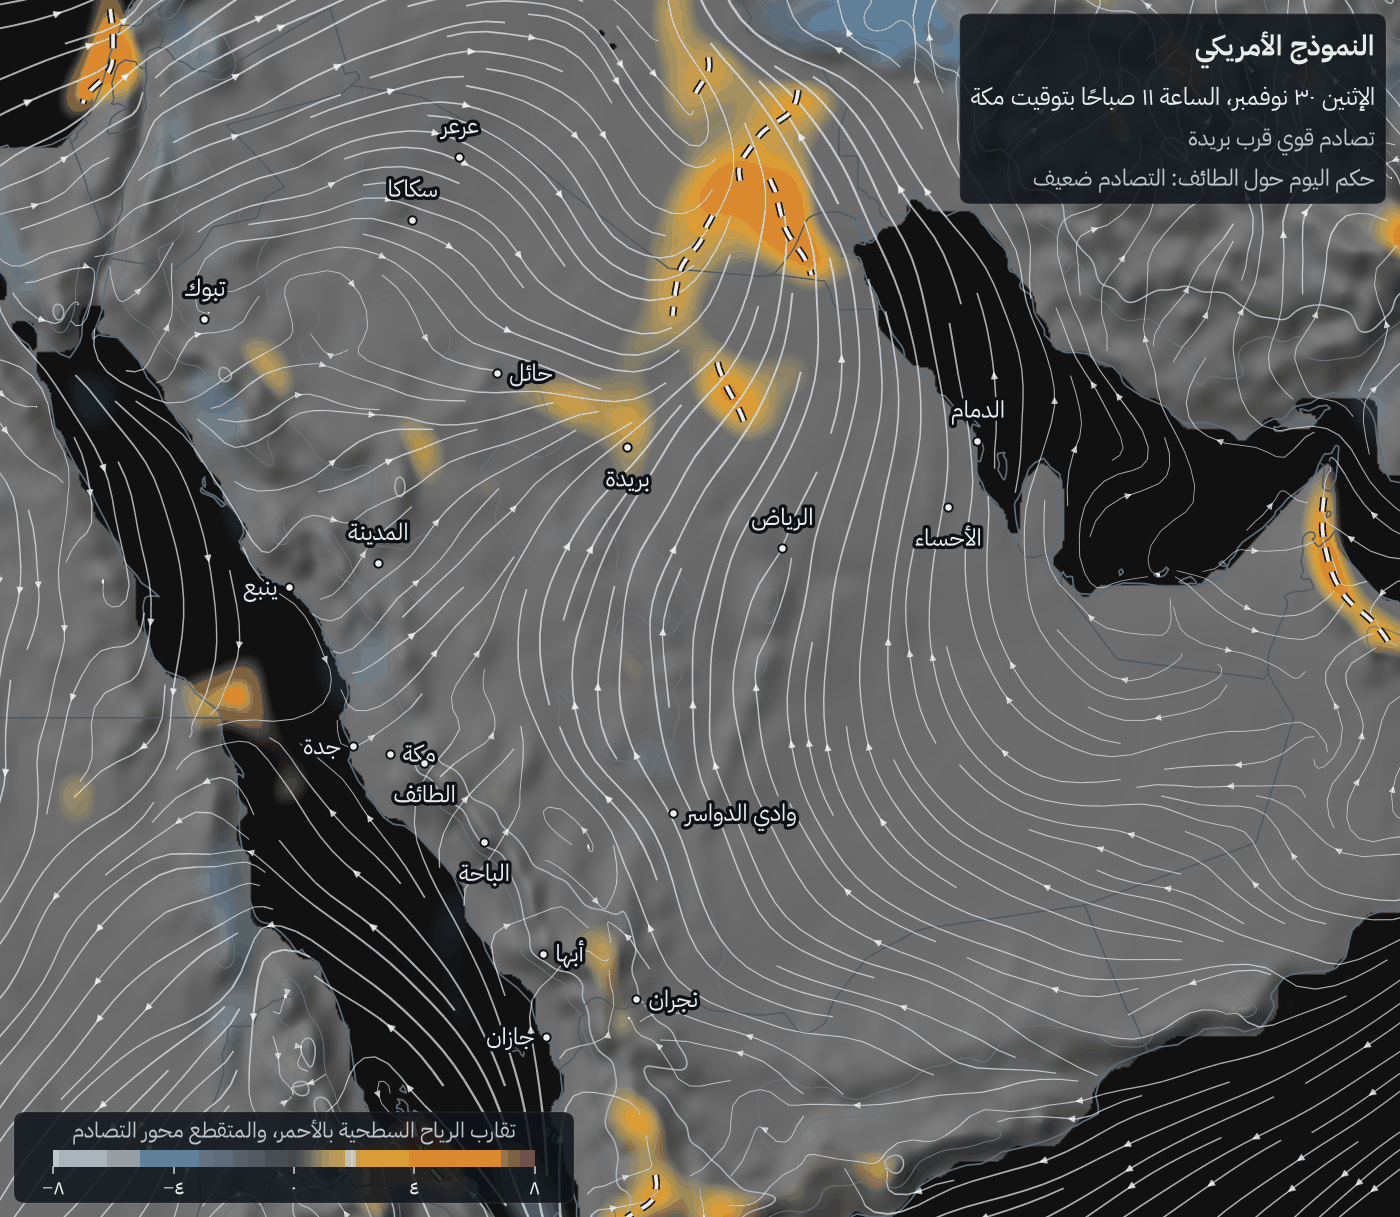 النموذج الأمريكي
الإثنين ٣٠ نوفمبر، الساعة ١١ صباحًا بتوقيت مكة
تصادم قوي قرب بريدة
حكم اليوم حول الطائف: التصادم ضعيف
عرعر
سكاكا
تبوك
حائل
الدمام
بريدة
الرياض
المدينة
الأحساء
ينبع
جدة
مكة
الطائف
وادي الدواسر
الباحة
أبها
نجران
جازان
تقارب الرياح السطحية بالأحمر، والمتقطع محور التصادم
−٨ −٤ ٠ ٤ ٨